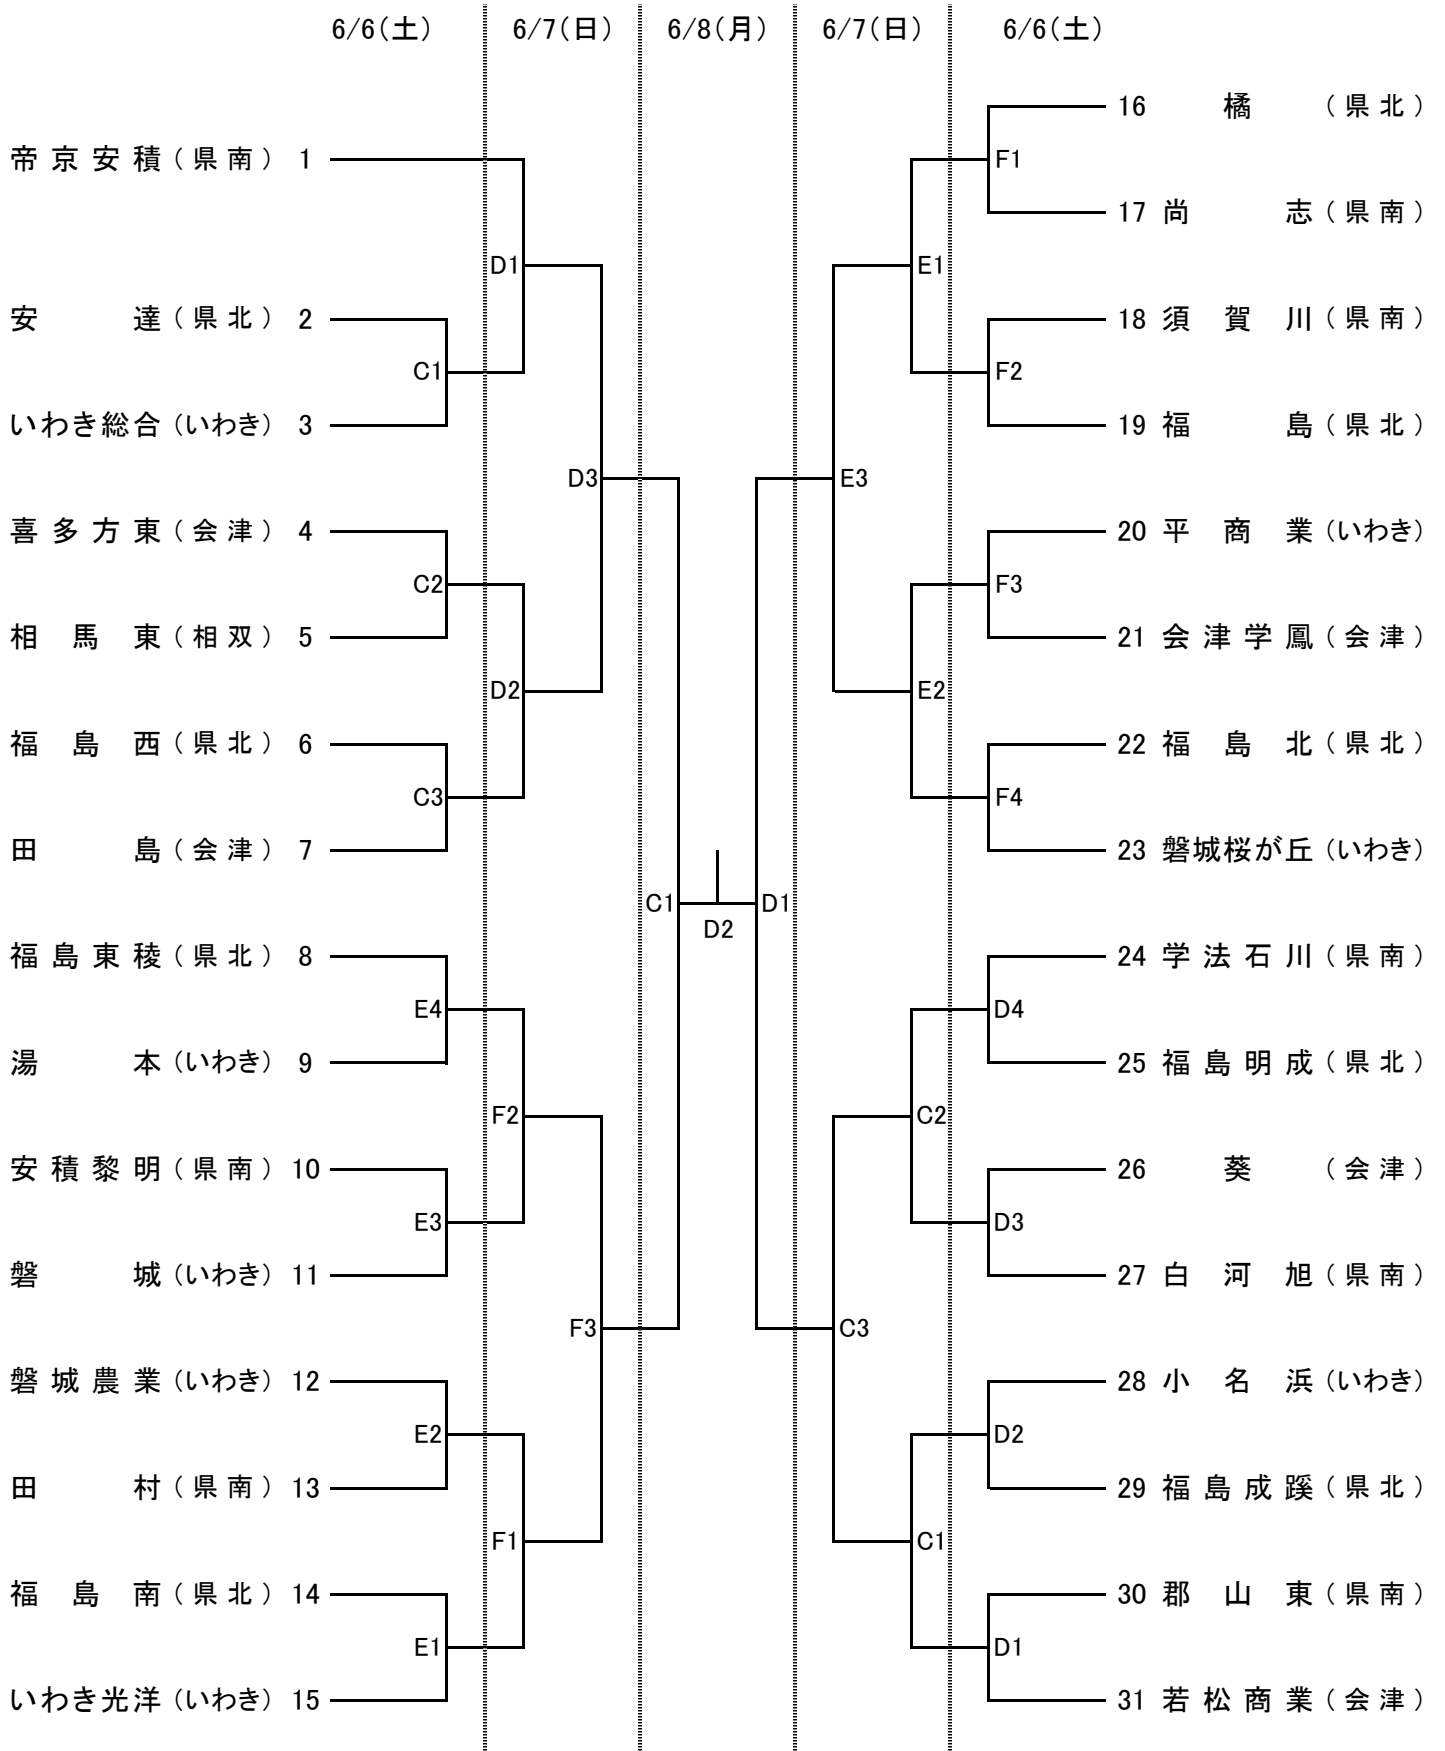 6/6(土) 6/7(日) 6/8(月) 6/7(日) 6/6(土)
16 橘 (県北)
帝京安積(県南) 1
F1
17 尚志(県南)
D1 E1
安達(県北) 2 18 須賀川(県南)
C1 F2
いわき総合(いわき) 3 19 福島(県北)
D3 E3
喜多方東(会津) 4 20 平商業(いわき)
C2 F3
相馬東(相双) 5 21 会津学鳳(会津)
D2 E2
福島西(県北) 6 22 福島北(県北)
C3 F4
田島(会津) 7 23 磐城桜が丘(いわき)
C1 D1
D2
福島東稜(県北) 8 24 学法石川(県南)
E4 D4
湯本(いわき) 9 25 福島明成(県北)
F2 C2
安積黎明(県南) 10 26 葵(会津)
E3 D3
磐城(いわき) 11 27 白河旭(県南)
F3 C3
磐城農業(いわき) 12 28 小名浜(いわき)
E2 D2
田村(県南) 13 29 福島成蹊(県北)
F1 C1
福島南(県北) 14 30 郡山東(県南)
E1 D1
いわき光洋(いわき) 15 31 若松商業(会津)